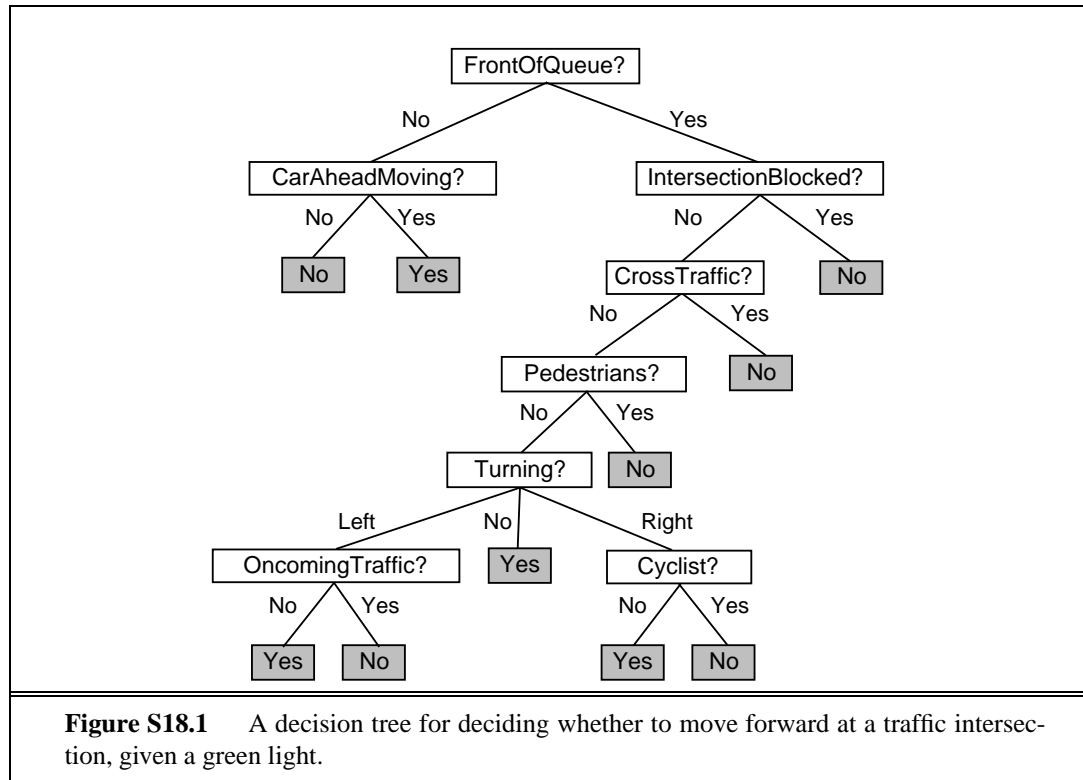 FrontOfQueue?
No
Yes
CarAheadMoving?
IntersectionBlocked?
No
Yes
No
Yes
No
Yes
CrossTraffic?
No
No
Yes
Pedestrians?
No
No
Yes
Turning?
No
Left
No
Right
OncomingTraffic?
Yes
Cyclist?
No
Yes
No
Yes
Yes
No
Yes
No
Figure S18.1 A decision tree for deciding whether to move forward at a traffic intersec-
tion, given a green light.